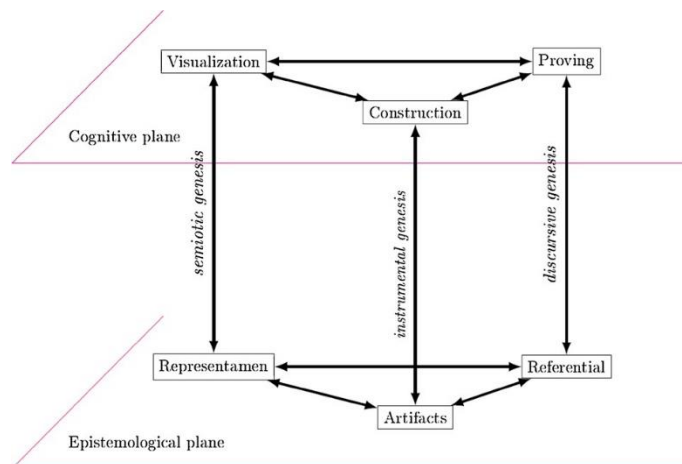 Visualization
Proving
Construction
Cognitive plane
semiotic genesis
instrumental genesis
discursive genesis
Representamen
Referential
Artifacts
Epistemological plane